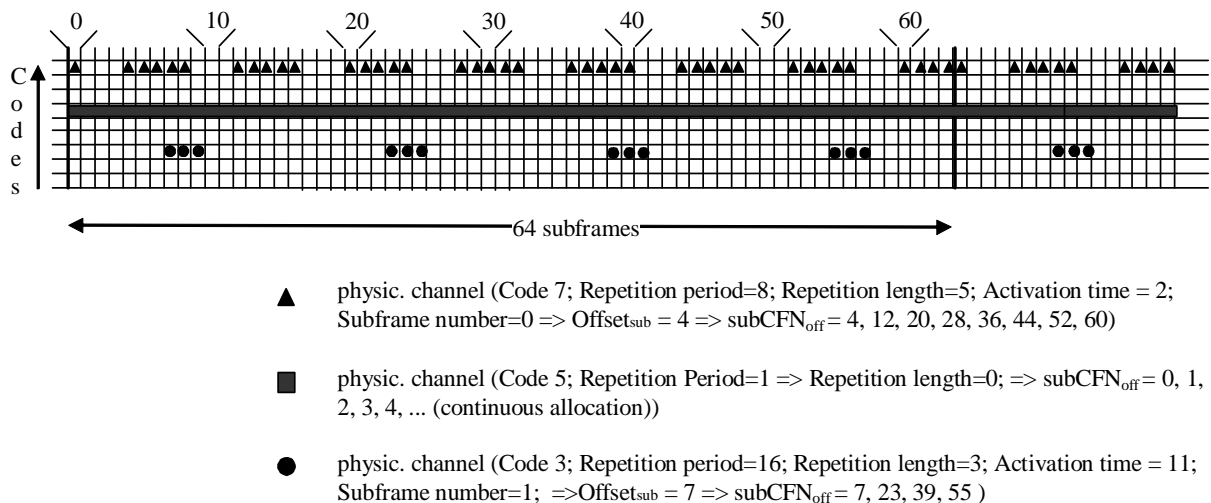 0 10 20 30 40 50 60
Codes
64 subframes
physic. channel (Code 7; Repetition period=8; Repetition length=5; Activation time = 2;
Subframe number=0 => Offsetsub = 4 => subCFNoff = 4, 12, 20, 28, 36, 44, 52, 60)
physic. channel (Code 5; Repetition Period=1 => Repetition length=0; => subCFNoff = 0, 1,
2, 3, 4, ... (continuous allocation))
physic. channel (Code 3; Repetition period=16; Repetition length=3; Activation time = 11;
Subframe number=1; =>Offsetsub = 7 => subCFNoff = 7, 23, 39, 55 )